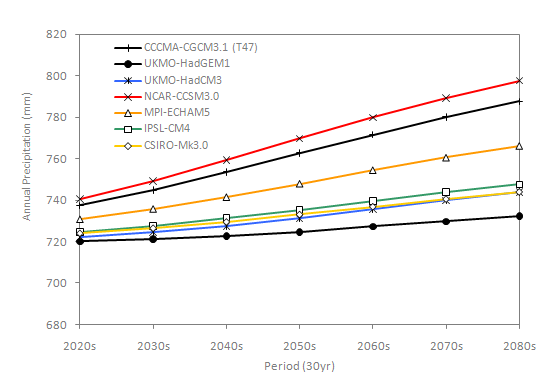 820
800
780
760
740
720
700
680
Annual Precipitation (mm)
CCCMA-CGCM3.1 (T47)
UKMO-HadGEM1
UKMO-HadCM3
NCAR-CCSM3.0
MPI-ECHAM5
IPSL-CM4
CSIRO-Mk3.0
2020s 2030s 2040s 2050s 2060s 2070s 2080s
Period (30yr)